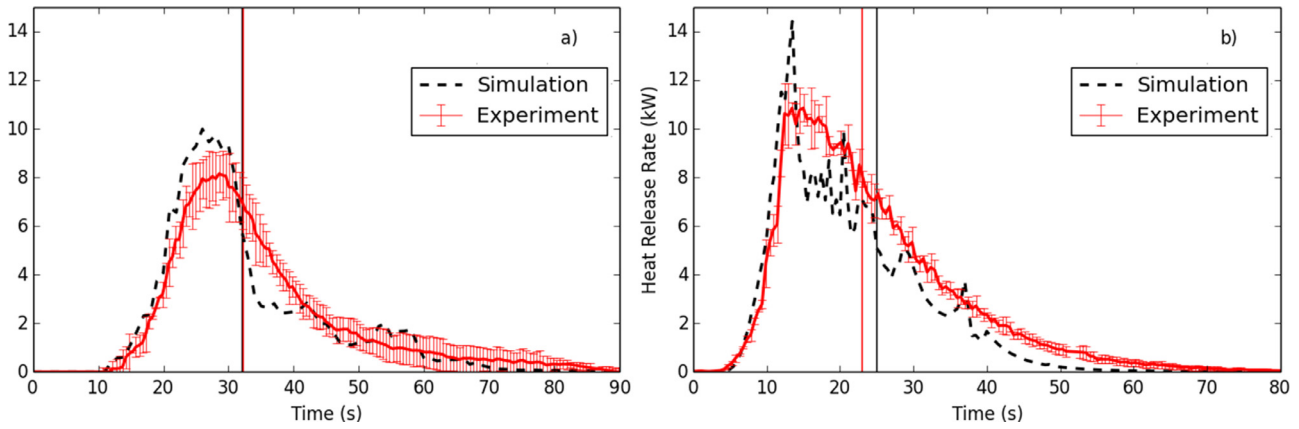 14
12
10
8
6
4
2
0
a)
Simulation
Experiment
0 10 20 30 40 50 60 70 80 90
Time (s)
Heat Release Rate (kW)
14
12
10
8
6
4
2
0
b)
Simulation
Experiment
0 10 20 30 40 50 60 70 80
Time (s)